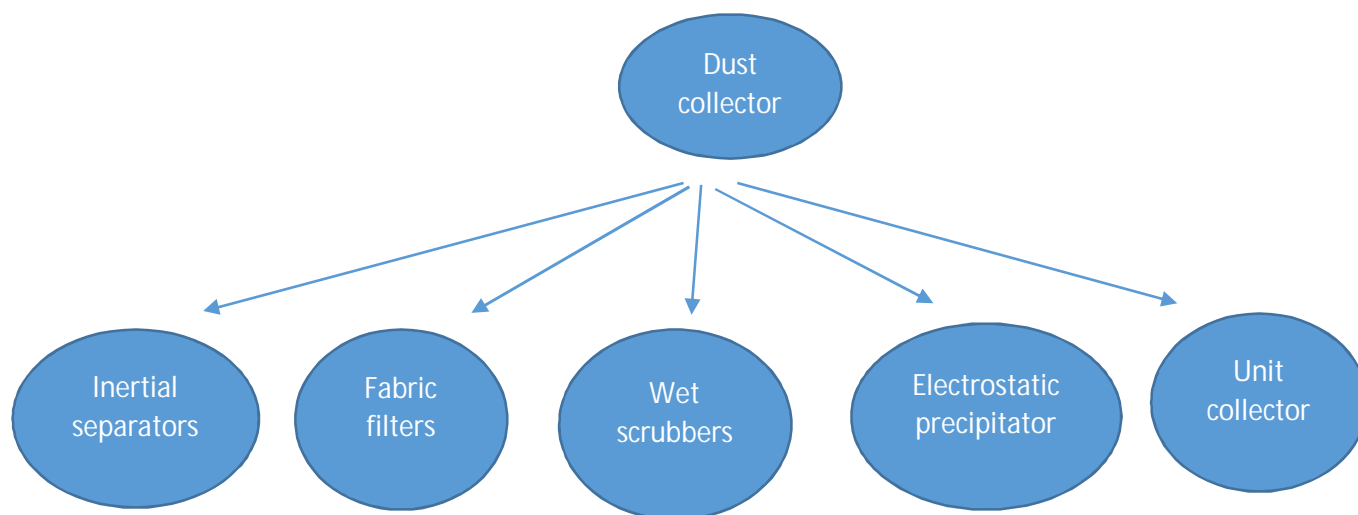 Dust
collector
Inertial
separators
Fabric
filters
Wet
scrubbers
Electrostatic
precipitator
Unit
collector